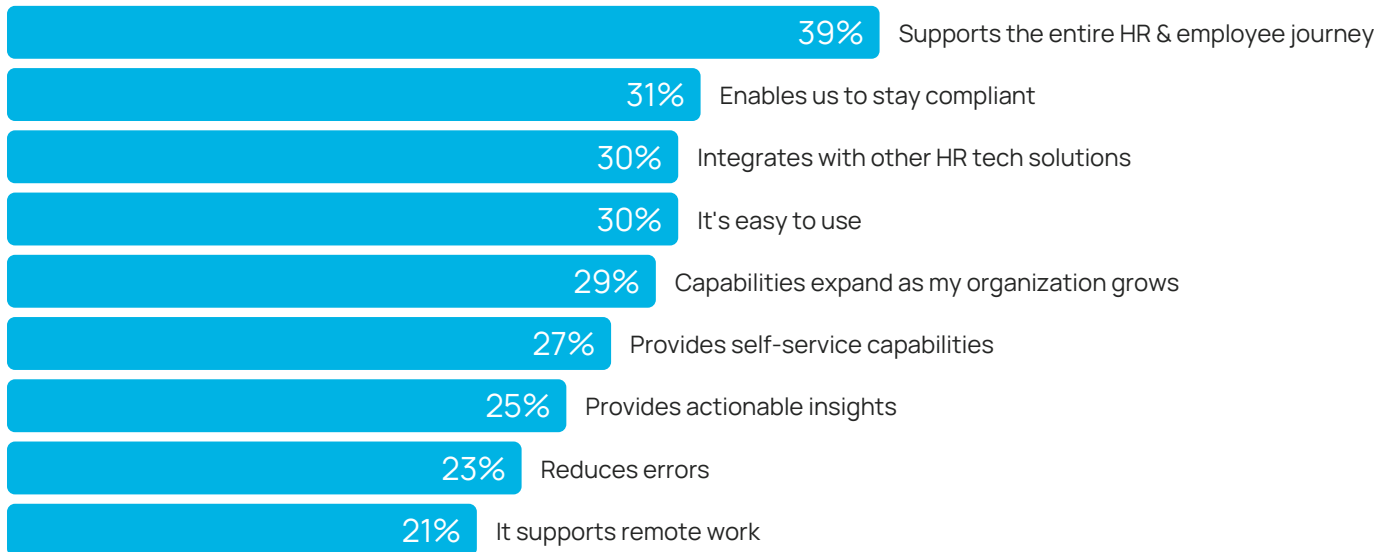 39% Supports the entire HR & employee journey
31% Enables us to stay compliant
30% Integrates with other HR tech solutions
30% It's easy to use
29% Capabilities expand as my organization grows
27% Provides self-service capabilities
25% Provides actionable insights
23% Reduces errors
21% It supports remote work